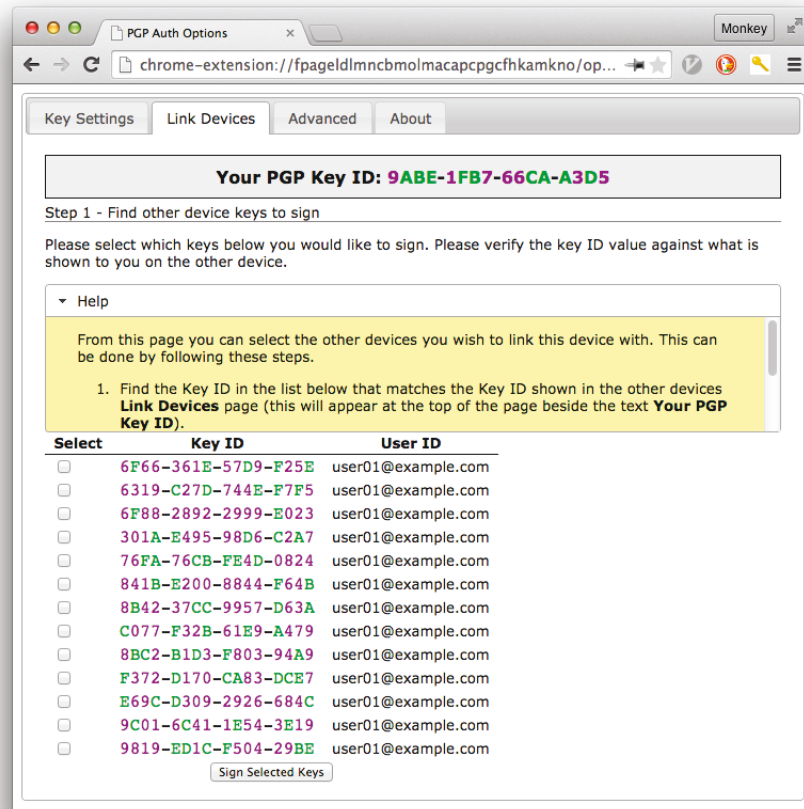 PGP Auth Options
Monkey
chrome-extension://fpageldlmncbmolmacapcpgcfhkamkno/op...
Key Settings Link Devices Advanced About
Your PGP Key ID: 9ABE-1FB7-66CA-A3D5
Step 1 - Find other device keys to sign
Please select which keys below you would like to sign. Please verify the key ID value against what is
shown to you on the other device.
Help
From this page you can select the other devices you wish to link this device with. This can
be done by following these steps.
1. Find the Key ID in the list below that matches the Key ID shown in the other devices
Link Devices page (this will appear at the top of the page beside the text Your PGP
Key ID).
Select Key ID User ID
6F66-361E-57D9-F25E user01@example.com
6319-C27D-744E-F7F5 user01@example.com
6F88-2892-2999-E023 user01@example.com
301A-E495-98D6-C2A7 user01@example.com
76FA-76CB-FE4D-0824 user01@example.com
841B-E200-8844-F64B user01@example.com
8B42-37CC-9957-D63A user01@example.com
C077-F32B-61E9-A479 user01@example.com
8BC2-B1D3-F803-94A9 user01@example.com
F372-D170-CA83-DCE7 user01@example.com
E69C-D309-2926-684C user01@example.com
9C01-6C41-1E54-3E19 user01@example.com
9819-ED1C-F504-29BE user01@example.com
Sign Selected Keys